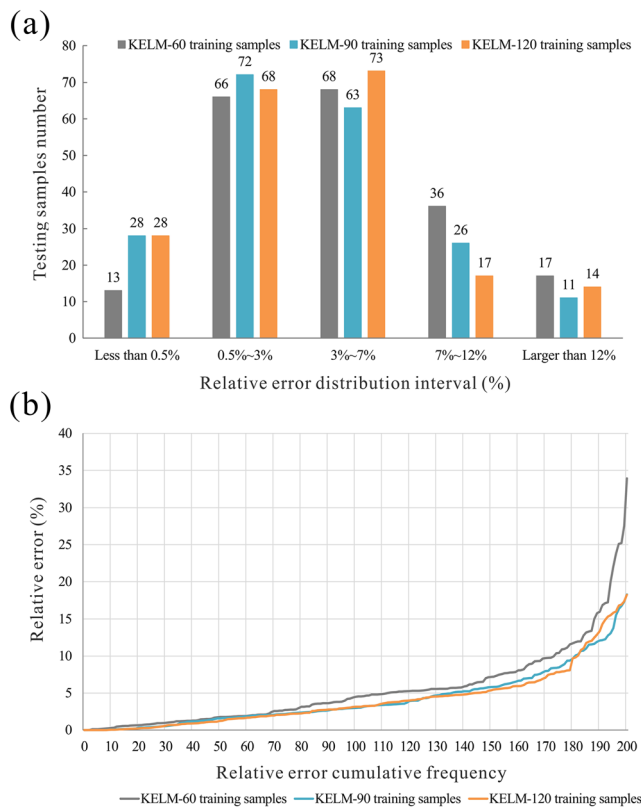 (a)
KELM-60 training samples KELM-90 training samples KELM-120 training samples
80
70
60
50
40
30
20
10
0
Testing samples number
13 28 28
66 72 68
68 63 73
36 26 17
17 11 14
Less than 0.5% 0.5%~3% 3%~7% 7%~12% Larger than 12%
Relative error distribution interval (%)
(b)
40
35
30
25
20
15
10
5
0
Relative error (%)
0 10 20 30 40 50 60 70 80 90 100 110 120 130 140 150 160 170 180 190 200
Relative error cumulative frequency
KELM-60 training samples KELM-90 training samples KELM-120 training samples